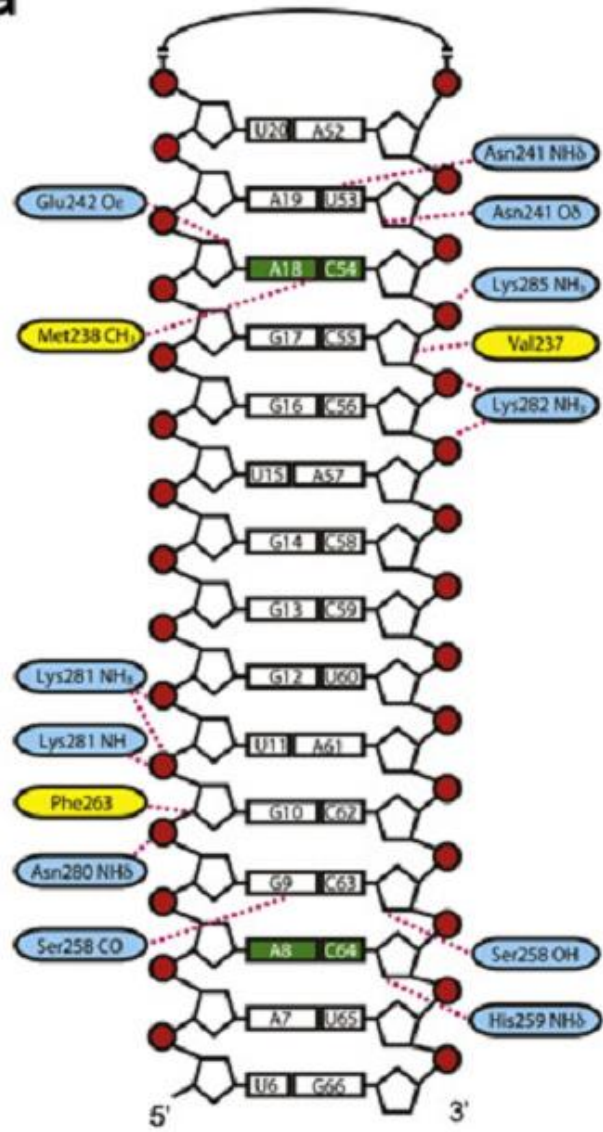 a
U20 A52
Asn241 NHδ
Glu242 Oε
A19 U53
Asn241 Oδ
A18 C54
Lys285 NH₃
Met238 CH₃
G17 C55
Val237
G16 C56
Lys282 NH₃
U15 A57
G14 C58
G13 C59
Lys281 NH₃
G12 U60
Lys281 NH
U11 A61
Phe263
G10 C62
Asn280 NHδ
G9 C63
Ser258 CO
A8 C64
Ser258 OH
A7 U65
His259 NHδ
U6 G66
5' 3'